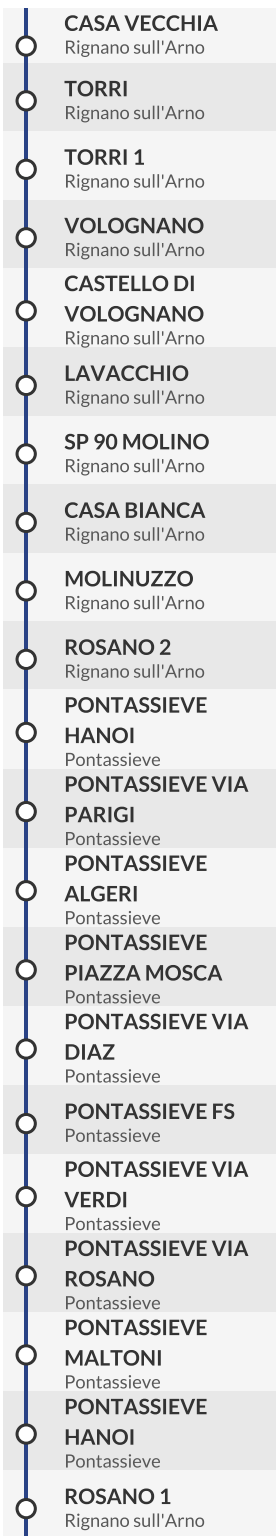 CASA VECCHIA
Rignano sull'Arno
TORRI
Rignano sull'Arno
TORRI 1
Rignano sull'Arno
VOLOGNANO
Rignano sull'Arno
CASTELLO DI
VOLOGNANO
Rignano sull'Arno
LAVACCHIO
Rignano sull'Arno
SP 90 MOLINO
Rignano sull'Arno
CASA BIANCA
Rignano sull'Arno
MOLINUZZO
Rignano sull'Arno
ROSANO 2
Rignano sull'Arno
PONTASSIEVE
HANOI
Pontassieve
PONTASSIEVE VIA
PARIGI
Pontassieve
PONTASSIEVE
ALGERI
Pontassieve
PONTASSIEVE
PIAZZA MOSCA
Pontassieve
PONTASSIEVE VIA
DIAZ
Pontassieve
PONTASSIEVE FS
Pontassieve
PONTASSIEVE VIA
VERDI
Pontassieve
PONTASSIEVE VIA
ROSANO
Pontassieve
PONTASSIEVE
MALTONI
Pontassieve
PONTASSIEVE
HANOI
Pontassieve
ROSANO 1
Rignano sull'Arno